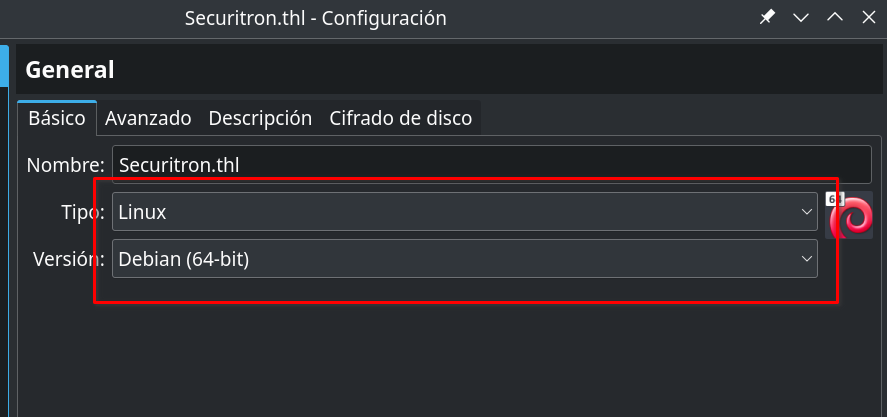 Securitron.thl - Configuración
General
Básico Avanzado Descripción Cifrado de disco
Nombre: Securitron.thl
Tipo: Linux
64
Versión: Debian (64-bit)